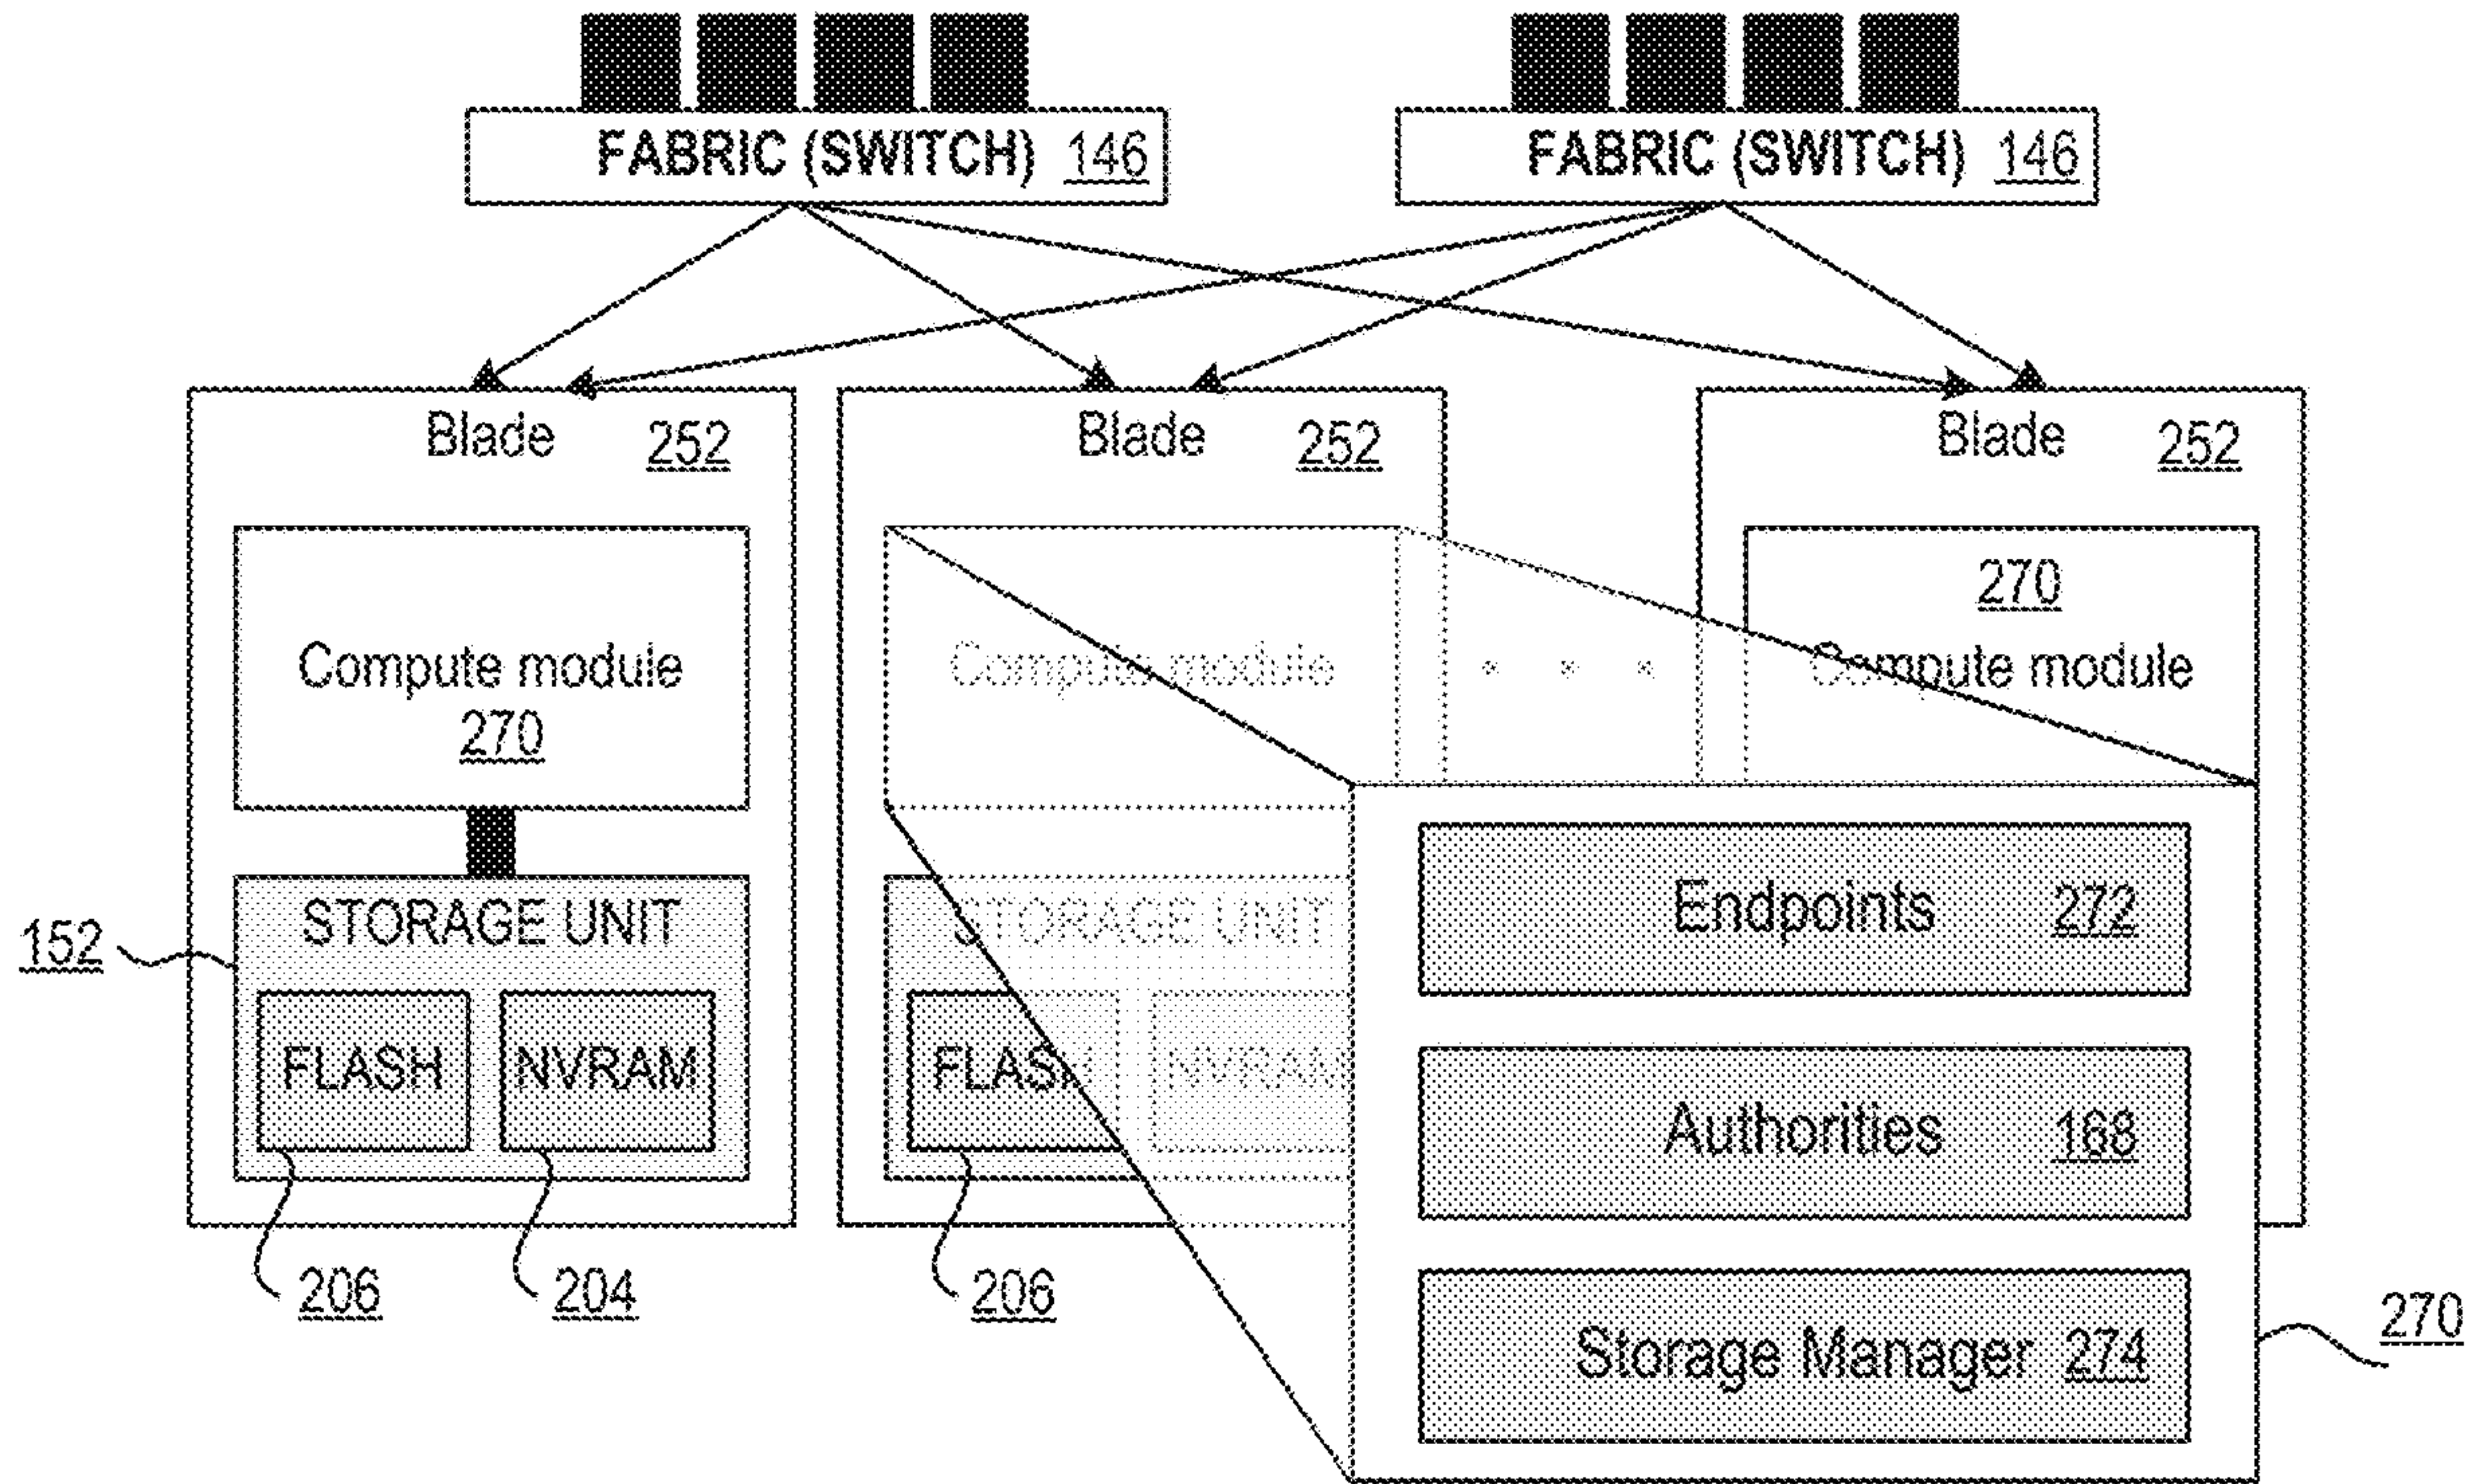 FABRIC (SWITCH) 146
FABRIC (SWITCH) 146
Blade 252
Blade 252
Blade 252
Compute module
270
Compute module
. . .
270
Compute module
152
STORAGE UNIT
FLASH
NVRAM
206
204
STORAGE UNIT
FLASH
NVRAM
206
Endpoints 272
Authorities 168
Storage Manager 274
270